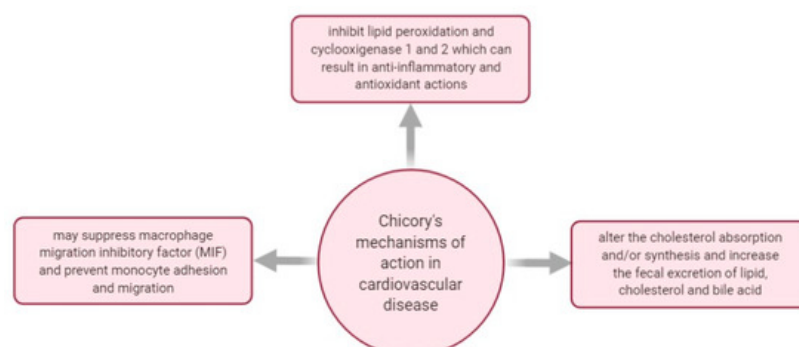 inhibit lipid peroxidation and
cyclooxigenase 1 and 2 which can
result in anti-inflammatory and
antioxidant actions
Chicory's
mechanisms of
action in
cardiovascular
disease
may suppress macrophage
migration inhibitory factor (MIF)
and prevent monocyte adhesion
and migration
alter the cholesterol absorption
and/or synthesis and increase
the fecal excretion of lipid,
cholesterol and bile acid